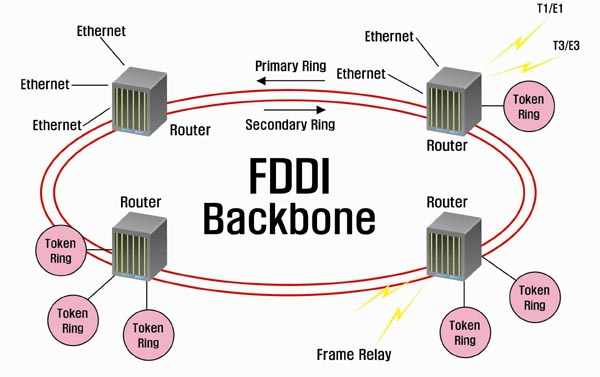 T1/E1
Ethernet
Ethernet
T3/E3
Primary Ring
Ethernet
Ethernet
Token
Ring
Ethernet
Secondary Ring
Router
Router
FDDI
Backbone
Router
Router
Token
Ring
Token
Ring
Token
Ring
Token
Ring
Token
Ring
Token
Ring
Frame Relay